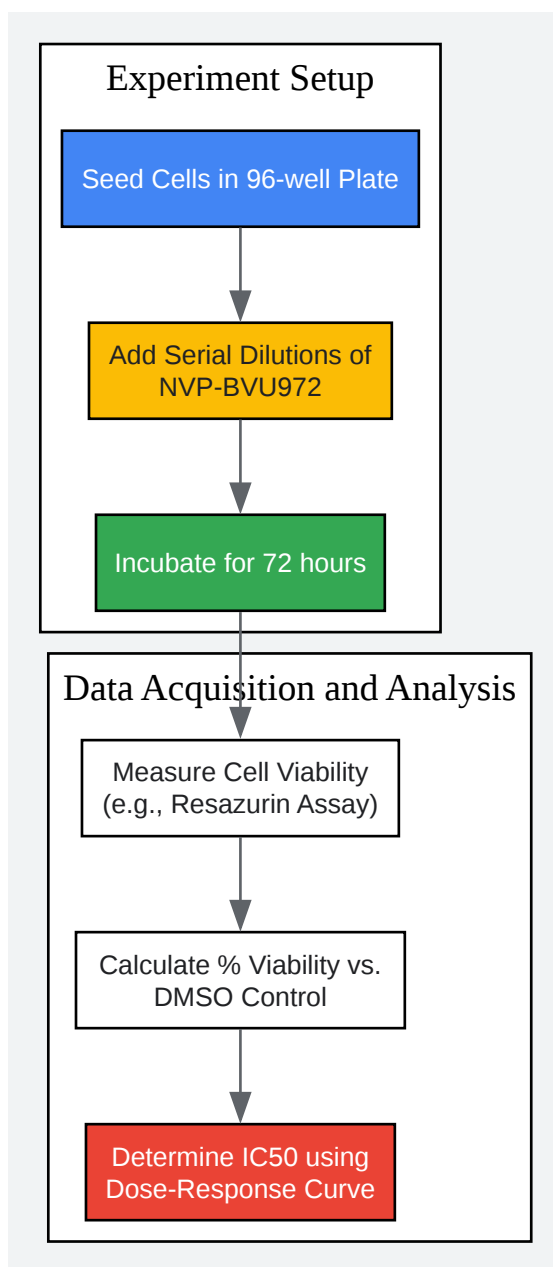 Experiment Setup
Seed Cells in 96-well Plate
Add Serial Dilutions of
NVP-BVU972
Incubate for 72 hours
Data Acquisition and Analysis
Measure Cell Viability
(e.g., Resazurin Assay)
Calculate % Viability vs.
DMSO Control
Determine IC50 using
Dose-Response Curve